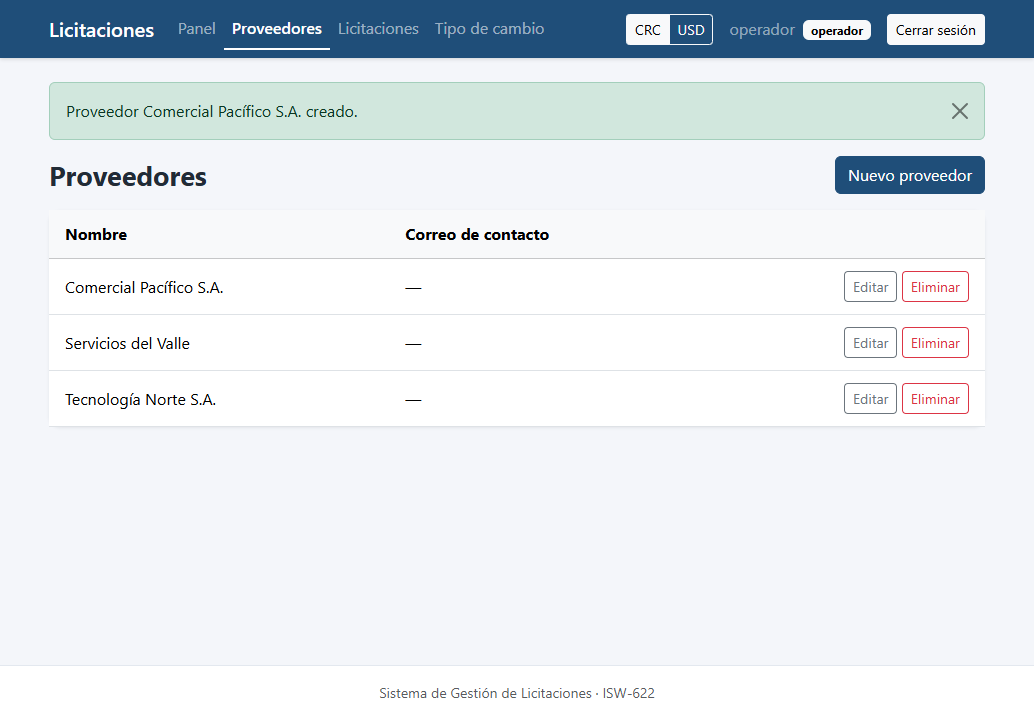 Licitaciones Panel Proveedores Licitaciones Tipo de cambio CRC USD operador operador Cerrar sesión
Proveedor Comercial Pacífico S.A. creado.
Proveedores Nuevo proveedor
Nombre Correo de contacto
Comercial Pacífico S.A. — Editar Eliminar
Servicios del Valle — Editar Eliminar
Tecnología Norte S.A. — Editar Eliminar
Sistema de Gestión de Licitaciones · ISW-622